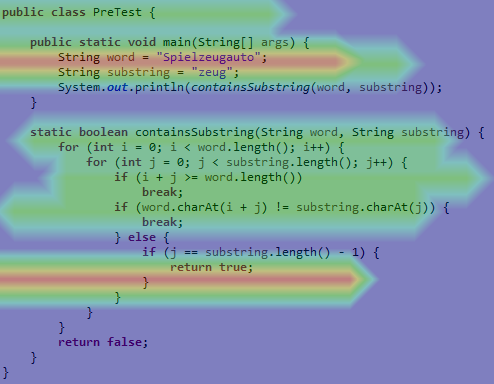 public class PreTest {
public static void main(String[] args) {
String word = "Spielzeugauto";
String substring = "zeug";
System.out.println(containsSubstring(word, substring));
}
static boolean containsSubstring(String word, String substring) {
for (int i = 0; i < word.length(); i++) {
for (int j = 0; j < substring.length(); j++) {
if (i + j >= word.length())
break;
if (word.charAt(i + j) != substring.charAt(j)) {
break;
} else {
if (j == substring.length() - 1) {
return true;
}
}
}
}
return false;
}
}